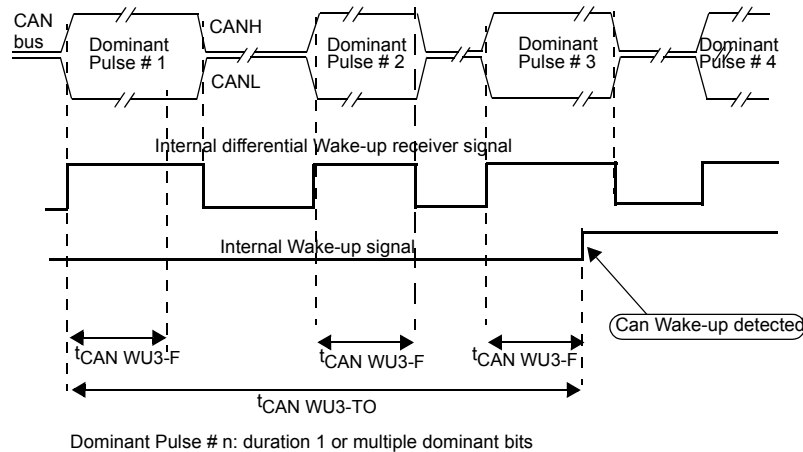 CAN
bus
CANH
CANL
Dominant
Pulse # 1
Dominant
Pulse # 2
Dominant
Pulse # 3
Dominant
Pulse # 4
Internal differential Wake-up receiver signal
Internal Wake-up signal
Can Wake-up detected
tCAN WU3-F
tCAN WU3-F
tCAN WU3-F
tCAN WU3-TO
Dominant Pulse # n: duration 1 or multiple dominant bits